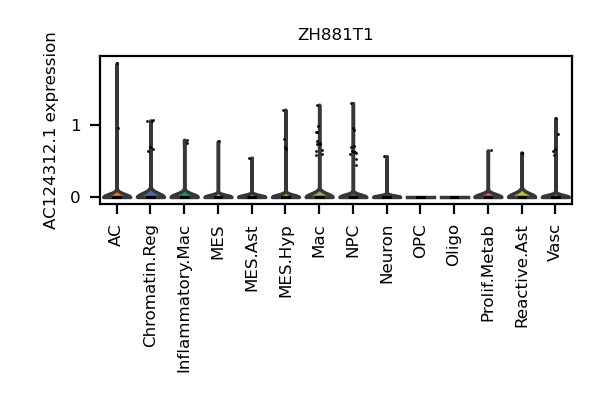 ZH881T1
AC124312.1 expression
1
0
AC
Chromatin.Reg
Inflammatory.Mac
MES
MES.Ast
MES.Hyp
Mac
NPC
Neuron
OPC
Oligo
Prolif.Metab
Reactive.Ast
Vasc